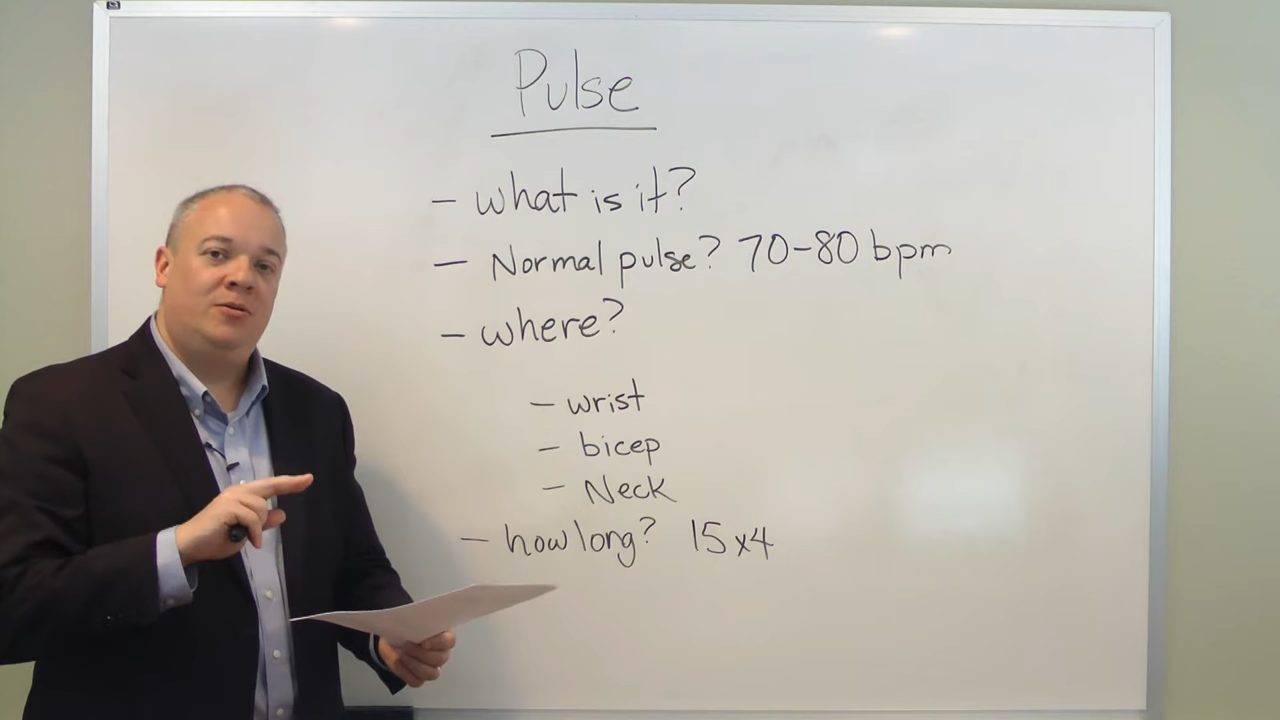 Pulse
- what is it?
- Normal pulse? 70-80 bpm
- where?
- wrist
- bicep
- Neck
- how long? 15x4